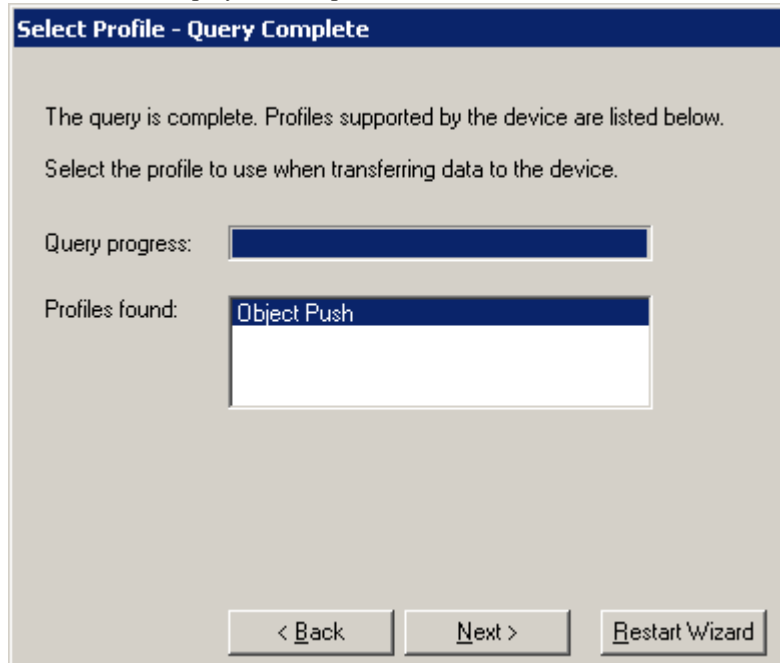 Select Profile - Query Complete
The query is complete. Profiles supported by the device are listed below.
Select the profile to use when transferring data to the device.
Query progress:
Profiles found:
Object Push
< Back
Next >
Restart Wizard